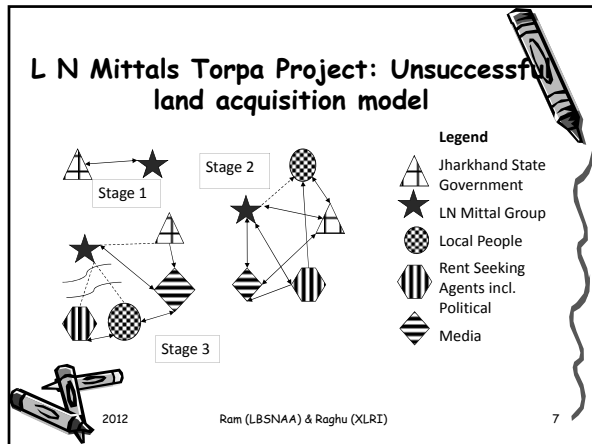 L N Mittals Torpa Project: Unsuccessful
land acquisition model
Stage 1
Stage 2
Stage 3
Legend
Jharkhand State
Government
LN Mittal Group
Local People
Rent Seeking
Agents incl.
Political
Media
2012
Ram (LBSNAA) & Raghu (XLRI)
7